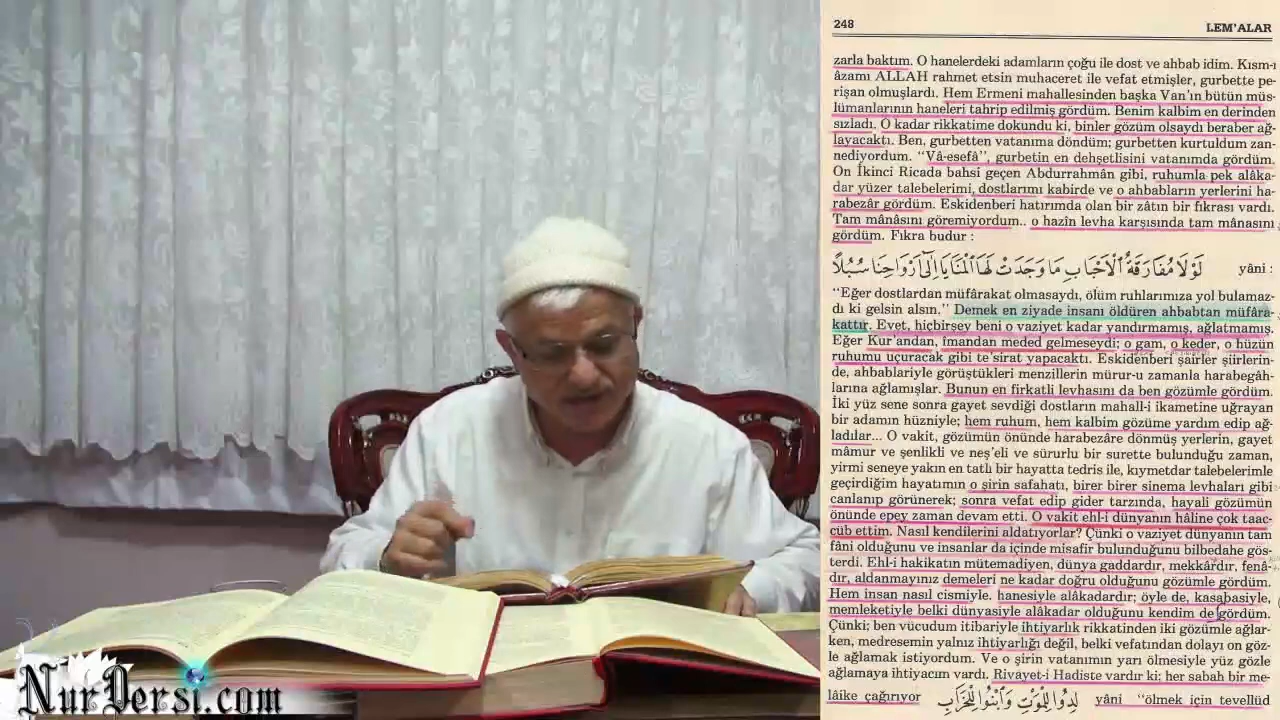 248
LEM'ALAR
zarla baktım. O hanelerdeki adamların çoğu ile dost ve ahbab idim. Kısm-ı
âzamı ALLAH rahmet etsin muhaceret ile vefat etmişler, gurbette pe-
rişan olmuşlardı. Hem Ermeni mahallesinden başka Van'ın bütün müs-
lümanlarının haneleri tahrip edilmiş gördüm. Benim kalbim en derinden
sızladı. O kadar rikkatime dokundu ki, binler gözüm olsaydı beraber ağ-
layacaktı. Ben, gurbetten vatanıma döndüm; gurbetten kurtuldum zan-
nediyordum. "Vâ-esefa", gurbetin en dehşetlisini vatanımda gördüm.
On İkinci Ricada bahsi geçen Abdurrahmân gibi, ruhumla pek alâka-
dar yüzer talebelerimi, dostlarımı kabirde ve o ahbabların yerlerini ha-
rabezâr gördüm. Eskidenberi hatırımda olan bir zâtın bir fıkrası vardı.
Tam mânâsını göremiyordum.. o hazîn levha karşısında tam mânasını
gördüm. Fıkra budur :
لَوْلَا مُفَارَقَةُ الْاَحْبَابِ مَا وَجَدَتْ لَهَا الْمَنَايَا اِلٰى اَرْوَاحِنَا سُبُلًا yâni :
"Eğer dostlardan müfârakat olmasaydı, ölüm ruhlarımıza yol bulamaz-
dı ki gelsin alsın." Demek en ziyade insanı öldüren ahbabtan müfâra-
kattır. Evet, hiçbirşey beni o vaziyet kadar yandırmamış, ağlatmamış.
Eğer Kur'andan, îmandan meded gelmeseydi; o gam, o keder, o hüzün
ruhumu uçuracak gibi te'sirat yapacaktı. Eskidenberi şairler şiirlerin-
de, ahbablariyle görüştükleri menzillerin mürur-u zamanla harabegâh-
larına ağlamışlar. Bunun en firkatli levhasını da ben gözümle gördüm.
İki yüz sene sonra gayet sevdiği dostların mahall-i ikametine uğrayan
bir adamın hüzniyle; hem ruhum, hem kalbim gözüme yardım edip ağ-
ladılar... O vakit, gözümün önünde harabezâre dönmüş yerlerin, gayet
mâmur ve şenlikli ve neş'eli ve sürurlu bir surette bulunduğu zaman,
yirmi seneye yakın en tatlı bir hayatta tedris ile, kıymetdar talebelerimle
geçirdiğim hayatımın o şirin safahatı, birer birer sinema levhaları gibi
canlanıp görünerek; sonra vefat edip gider tarzında, hayali gözümün
önünde epey zaman devam etti. O vakit ehl-i dünyanın hâline çok taac-
cüb ettim. Nasıl kendilerini aldatıyorlar? Çünki o vaziyet dünyanın tam
fâni olduğunu ve insanlar da içinde misafir bulunduğunu bilbedahe gös-
terdi. Ehl-i hakikatın mütemadiyen, dünya gaddardır, mekkârdır, fenâ-
dır, aldanmayınız demeleri ne kadar doğru olduğunu gözümle gördüm.
Hem insan nasıl cismiyle, hanesiyle alâkadardır; öyle de, kasabasiyle,
memleketiyle belki dünyasiyle alâkadar olduğunu kendim de gördüm.
Çünki; ben vücudum itibariyle ihtiyarlık rikkatinden iki gözümle ağlar-
ken, medresemin yalnız ihtiyarlığı değil, belki vefatından dolayı on göz-
le ağlamak istiyordum. Ve o şirin vatanımın yarı ölmesiyle yüz gözle
ağlamaya ihtiyacım vardı. Rivayet-i Hadiste vardır ki; her sabah bir me-
lâike çağırıyor لِدُوا لِلْمَوْتِ وَابْنُوا لِلْخَرَابِ yâni "ölmek için tevellüd
NurDersi.com